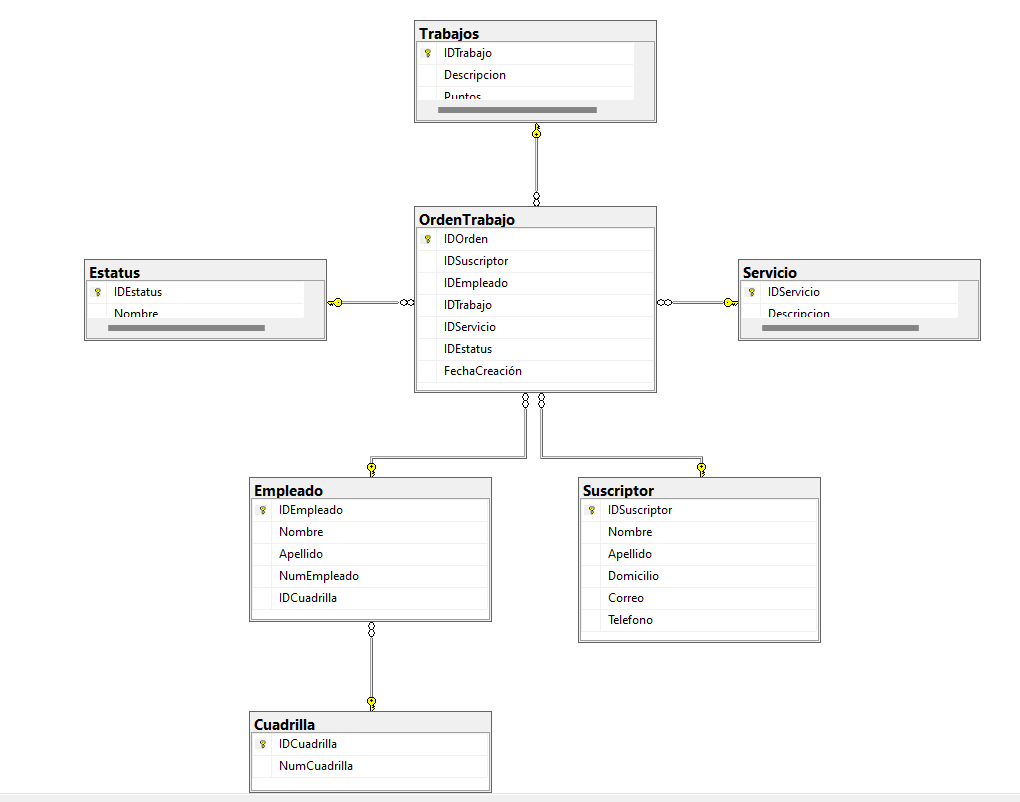 Trabajos
IDTrabajo
Descripcion
Puntos
OrdenTrabajo
IDOrden
IDSuscriptor
IDEmpleado
IDTrabajo
IDServicio
IDEstatus
FechaCreación
Estatus
IDEstatus
Nombre
Servicio
IDServicio
Descripcion
Empleado
IDEmpleado
Nombre
Apellido
NumEmpleado
IDCuadrilla
Suscriptor
IDSuscriptor
Nombre
Apellido
Domicilio
Correo
Telefono
Cuadrilla
IDCuadrilla
NumCuadrilla